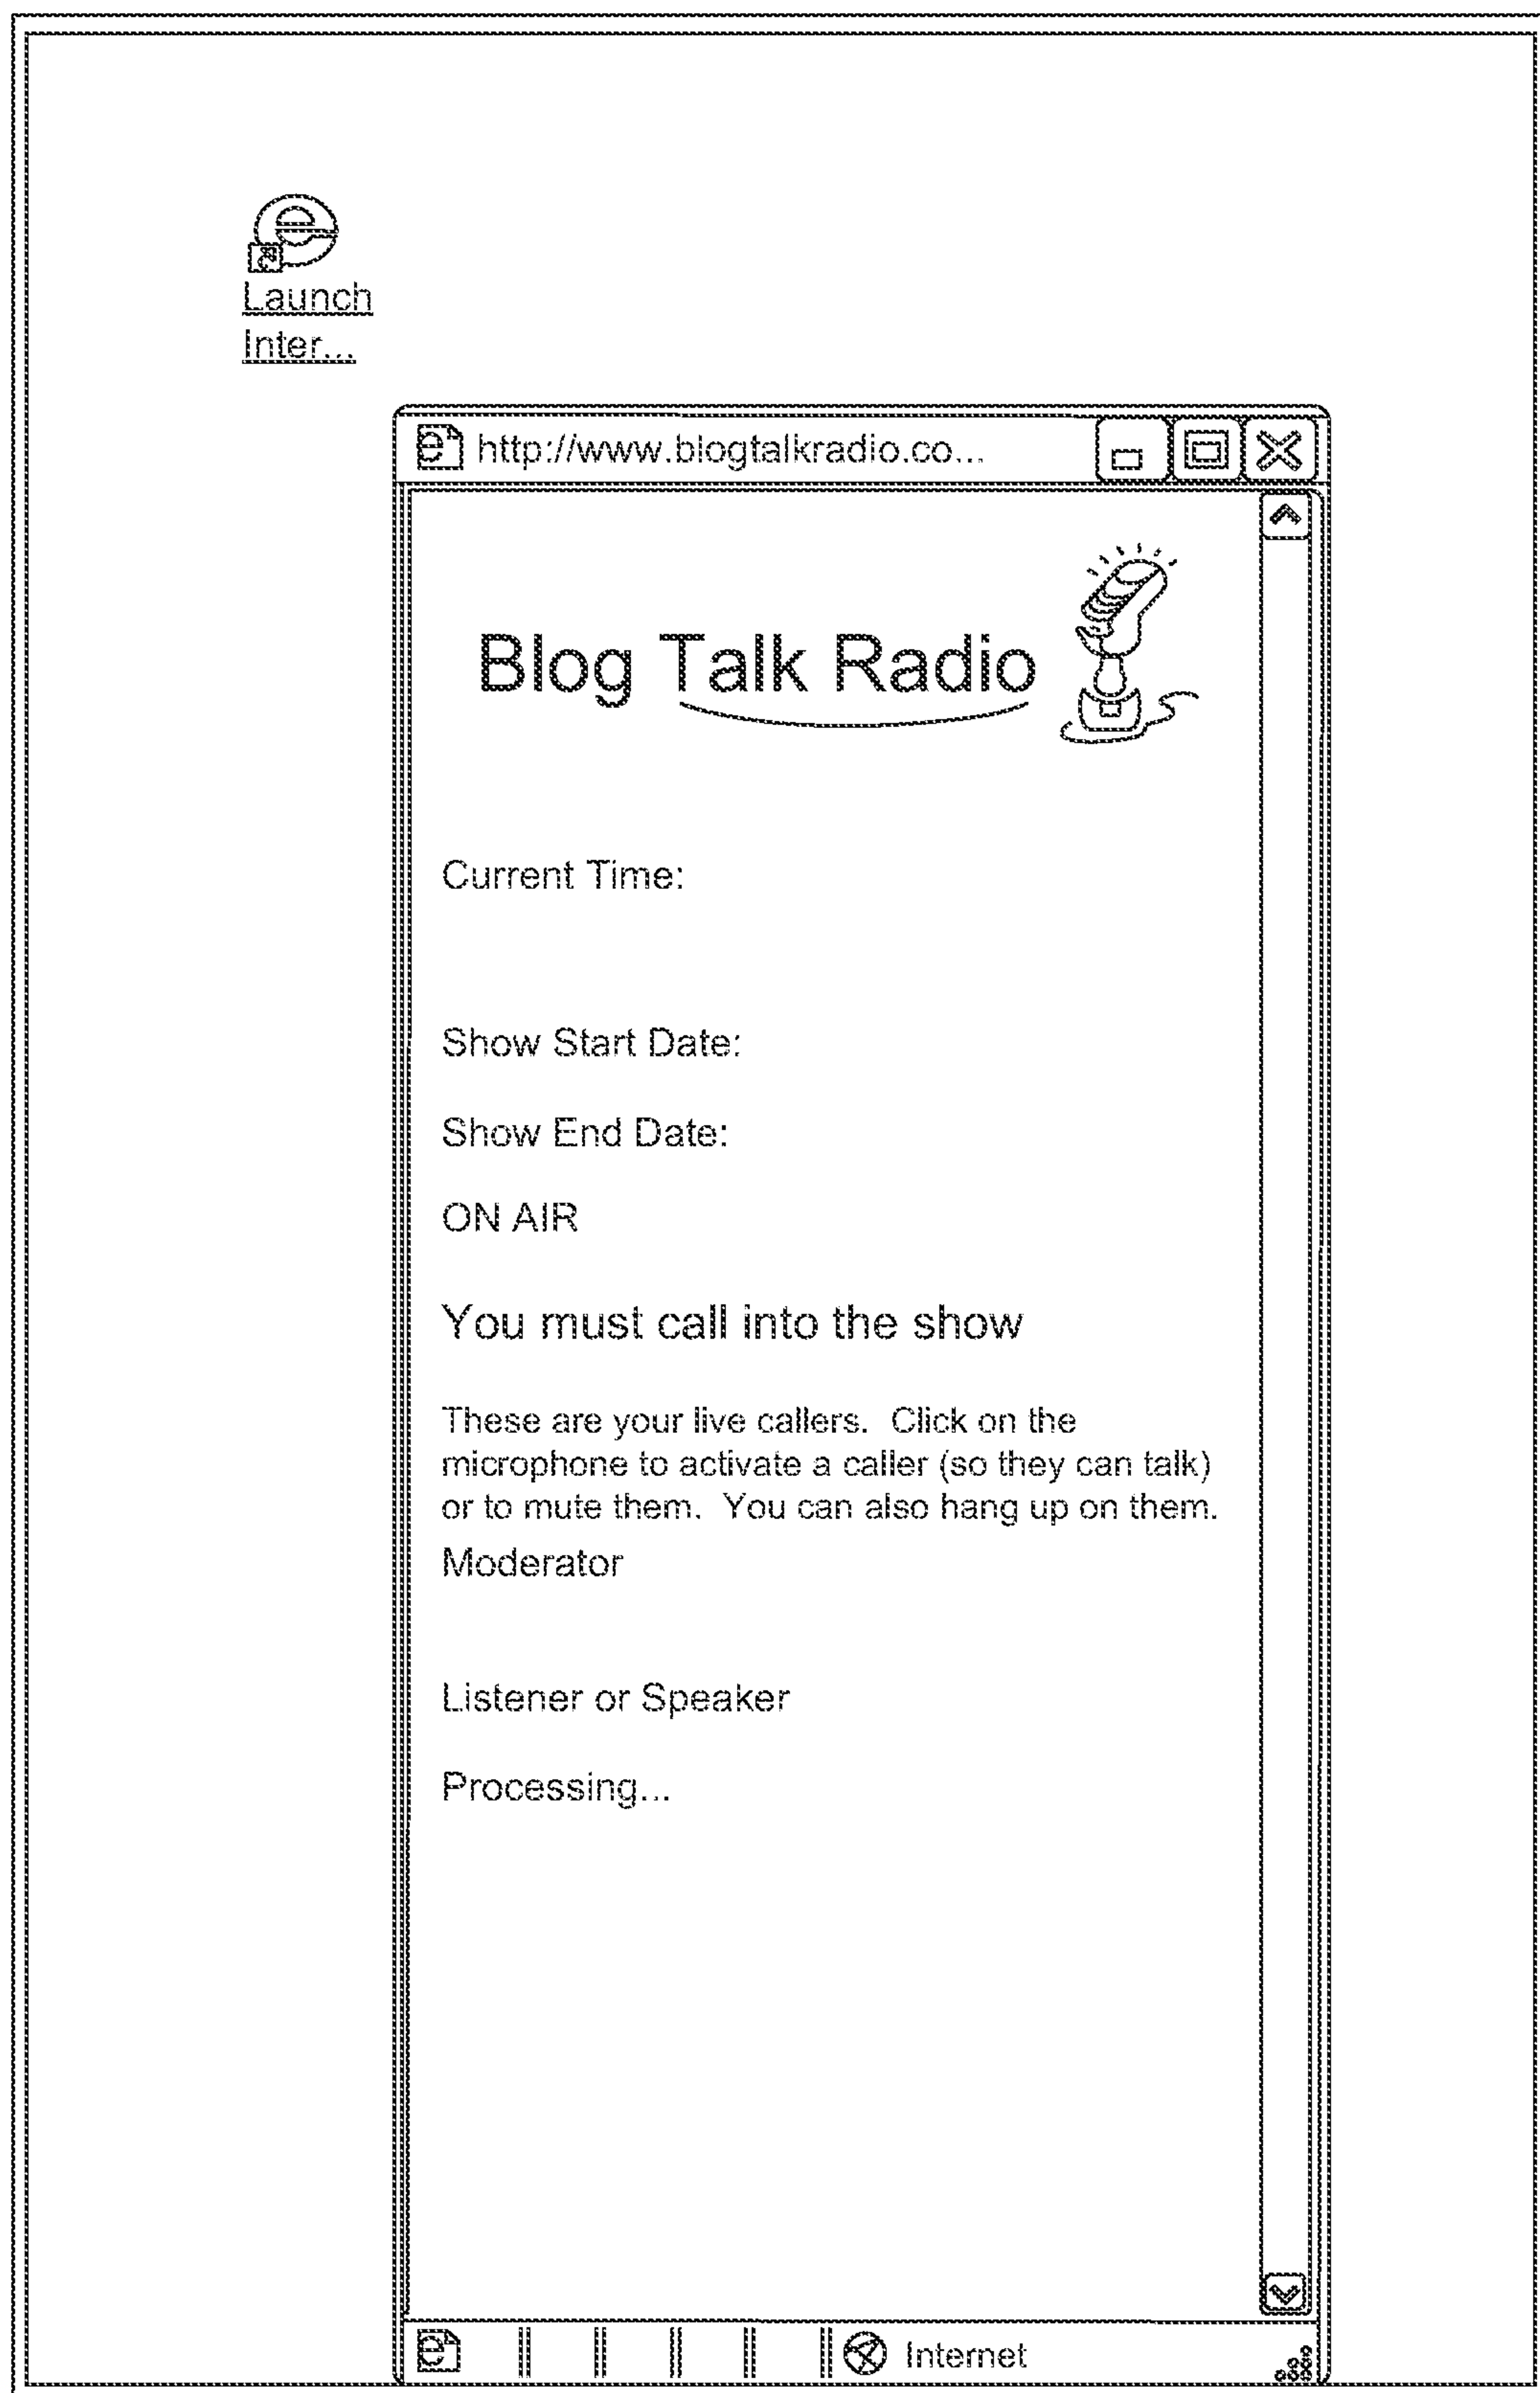 Launch
Inter...
http://www.blogtalkradio.co...
Blog Talk Radio
Current Time:
Show Start Date:
Show End Date:
ON AIR
You must call into the show
These are your live callers.  Click on the
microphone to activate a caller (so they can talk)
or to mute them.  You can also hang up on them.
Moderator
Listener or Speaker
Processing...
Internet